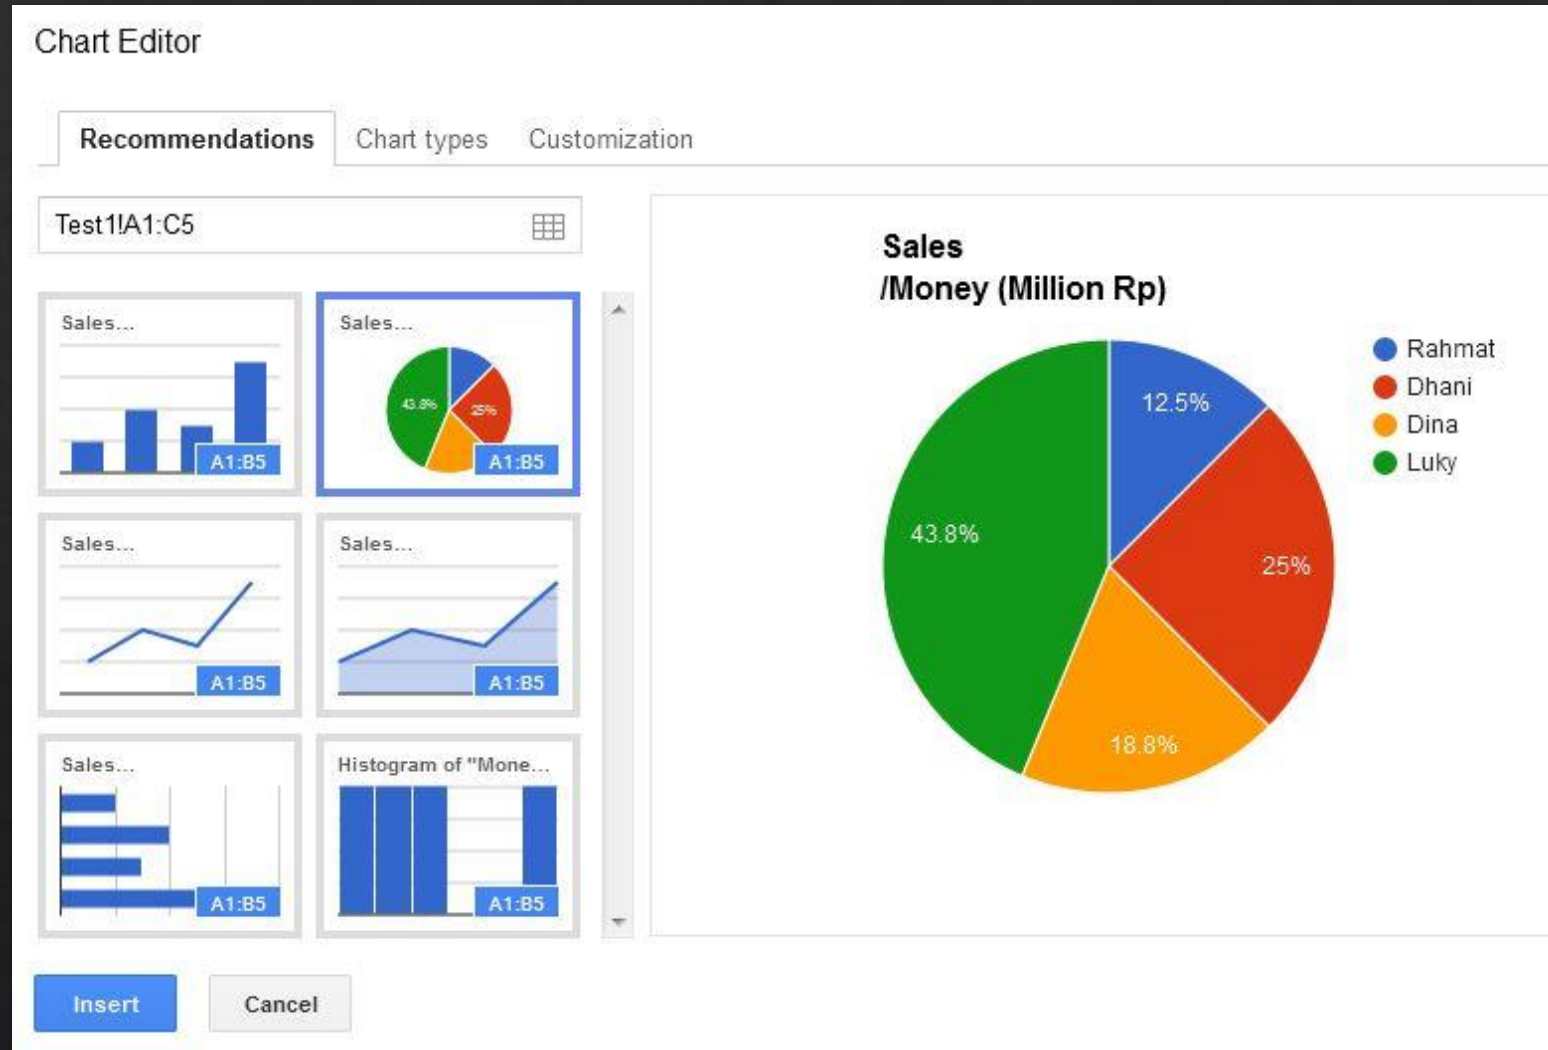 Chart Editor
Recommendations Chart types Customization
Test1!A1:C5
Sales...
A1:B5
Sales...
43.8%
25%
A1:B5
Sales...
A1:B5
Sales...
A1:B5
Sales...
A1:B5
Histogram of "Mone...
A1:B5
Sales
/Money (Million Rp)
12.5%
25%
18.8%
43.8%
Rahmat
Dhani
Dina
Luky
Insert Cancel